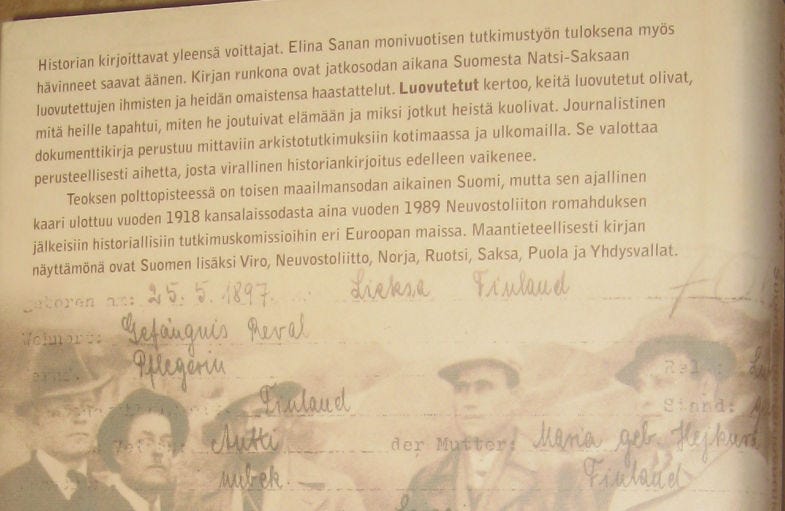 Historian kirjoittavat yleensä voittajat. Elina Sanan monivuotisen tutkimustyön tuloksena myös
hävinneet saavat äänen. Kirjan runkona ovat jatkosodan aikana Suomesta Natsi-Saksaan
luovutettujen ihmisten ja heidän omaistensa haastattelut. Luovutetut kertoo, keitä luovutetut olivat,
mitä heille tapahtui, miten he joutuivat elämään ja miksi jotkut heistä kuolivat. Journalistinen
dokumenttikirja perustuu mittaviin arkistotutkimuksiin kotimaassa ja ulkomailla. Se valottaa
perusteellisesti aihetta, josta virallinen historiankirjoitus edelleen vaikenee.
Teoksen polttopisteessä on toisen maailmansodan aikainen Suomi, mutta sen ajallinen
kaari ulottuu vuoden 1918 kansalaissodasta aina vuoden 1989 Neuvostoliiton romahduksen
jälkeisiin historiallisiin tutkimuskomissioihin eri Euroopan maissa. Maantieteellisesti kirjan
näyttämönä ovat Suomen lisäksi Viro, Neuvostoliitto, Norja, Ruotsi, Saksa, Puola ja Yhdysvallat.
geboren am: 25. 5. 1897. Lieksa Finland
Wohnort: Gefängnis Reval
Pflegerin
Finland
Stand:
Antti der Mutter: Maria geb.
Finland